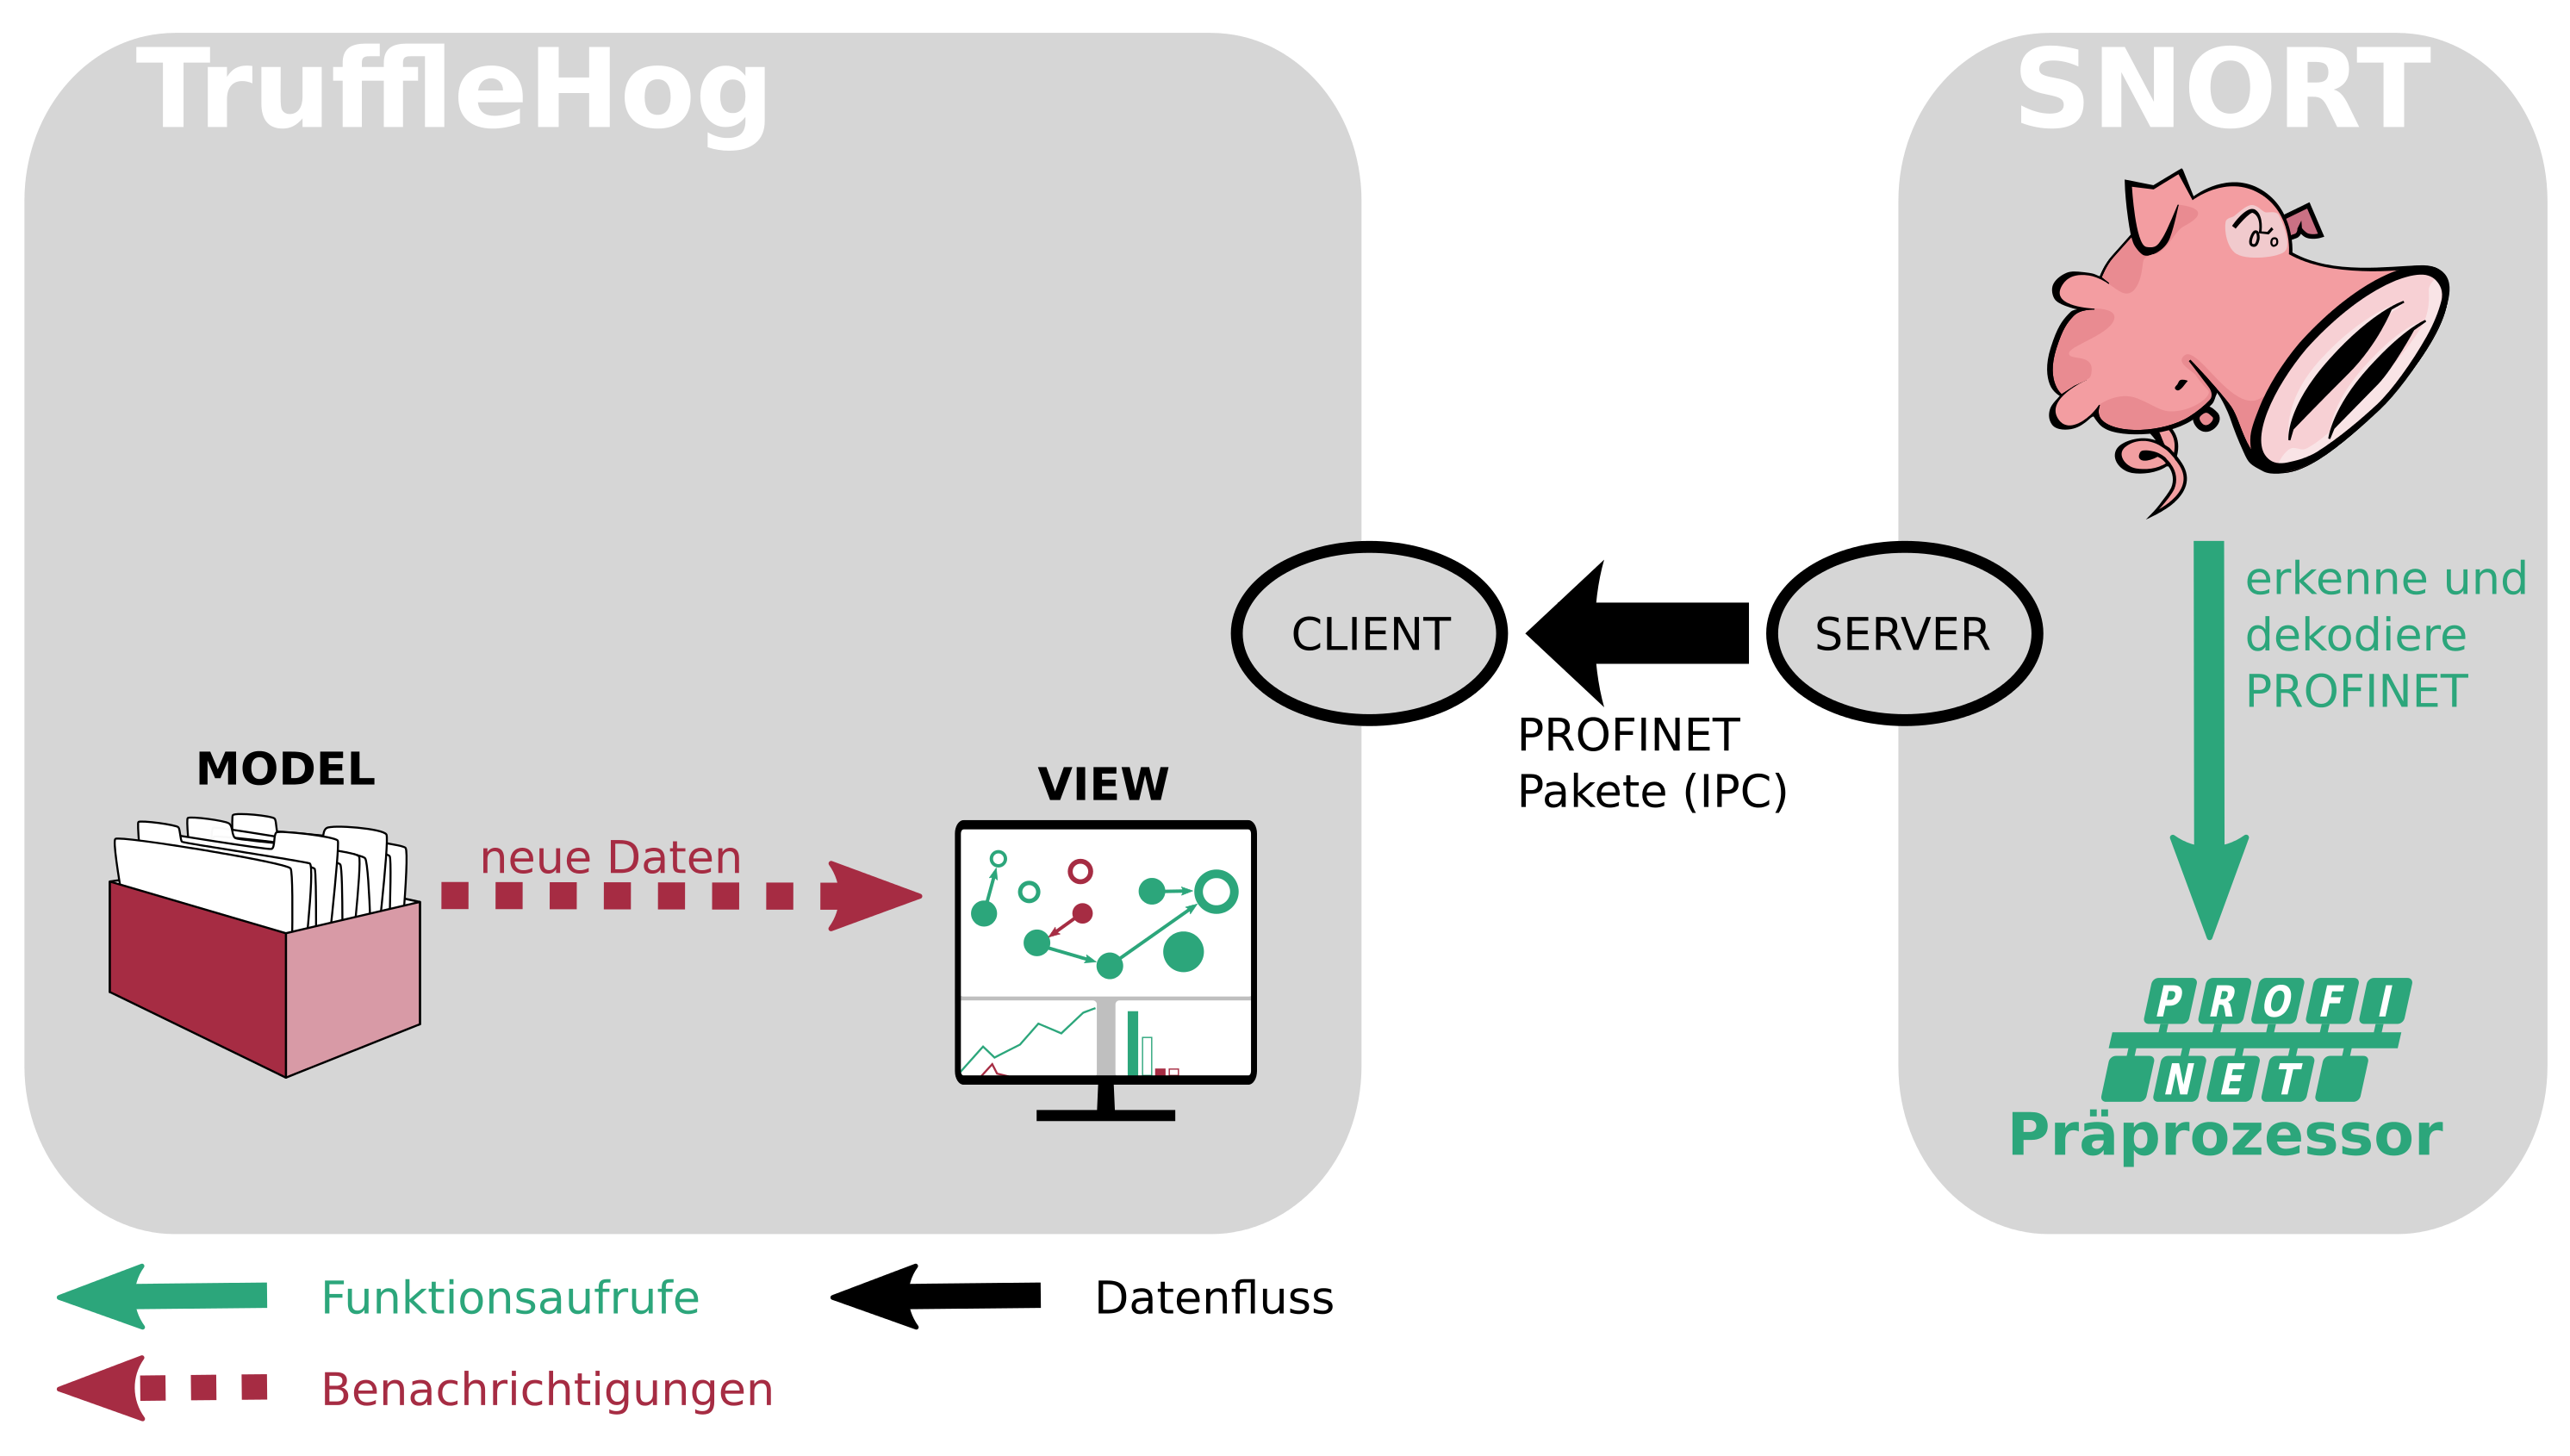 TruffleHog
SNORT
erkenne und
dekodiere
PROFINET
CLIENT
SERVER
PROFINET
Pakete (IPC)
MODEL
VIEW
neue Daten
PROFI
NET
Präprozessor
Funktionsaufrufe
Datenfluss
Benachrichtigungen